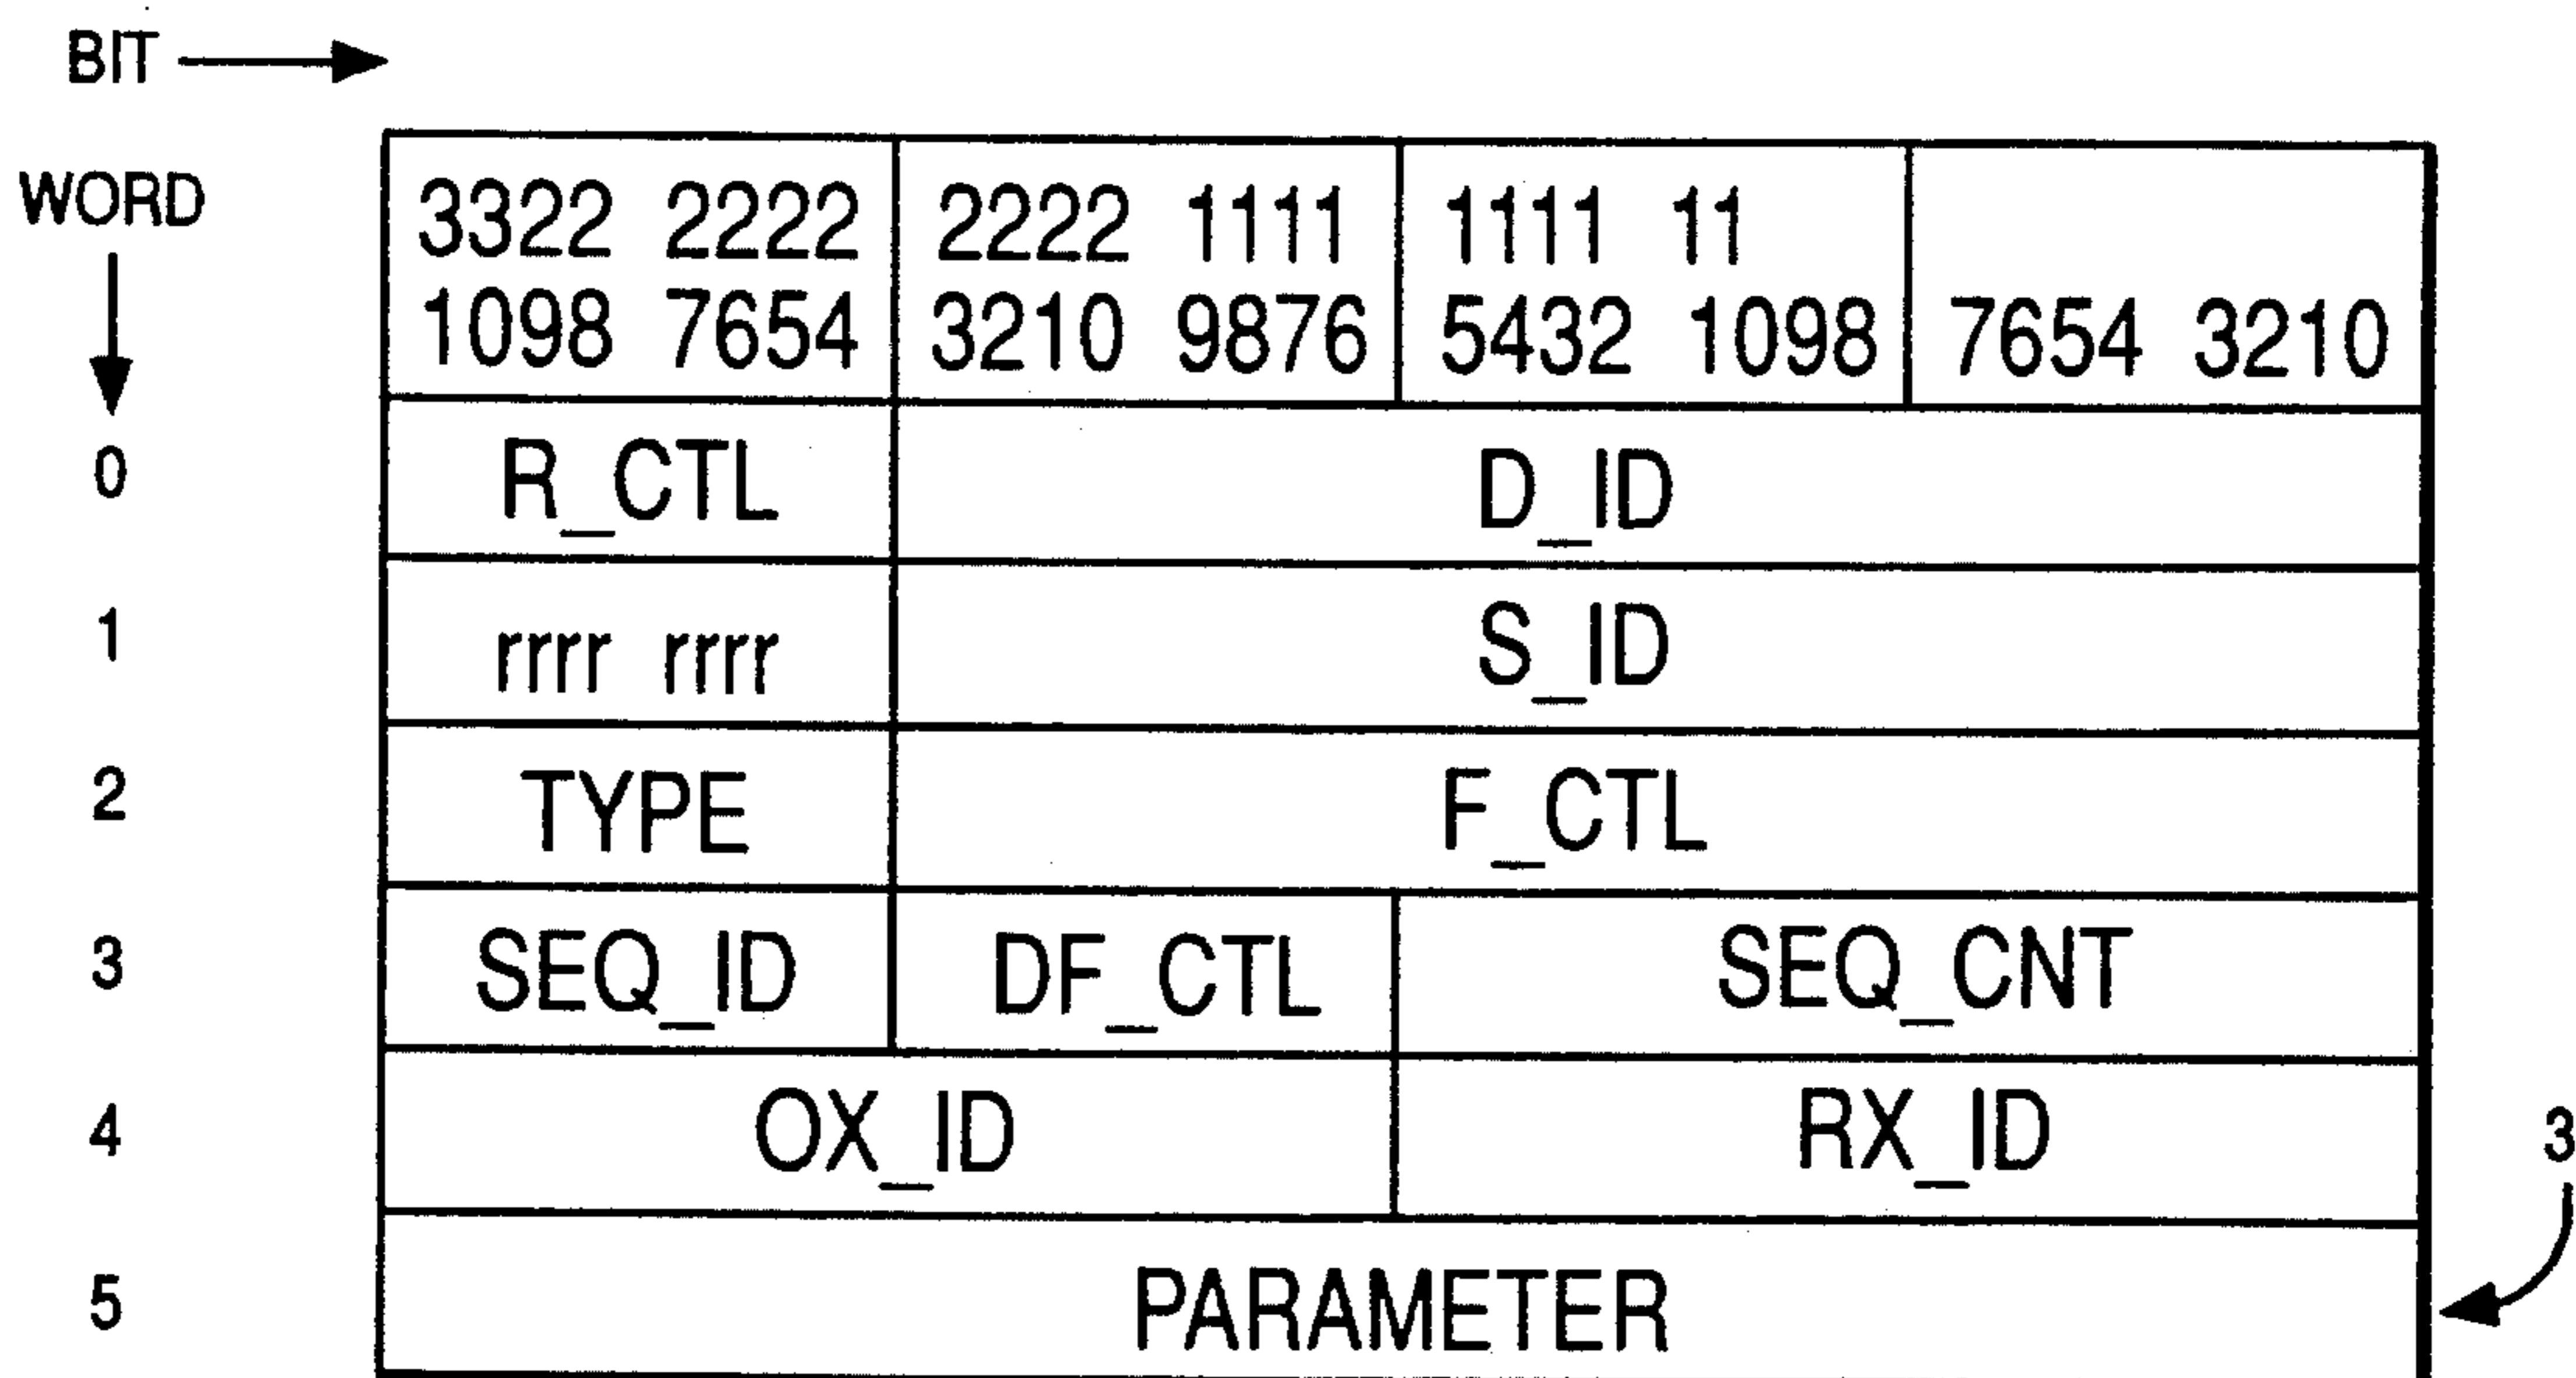 BIT
WORD
3322 2222 2222 1111 1111 11
1098 7654 3210 9876 5432 1098 7654 3210
0 R_CTL D_ID
1 rrrr rrrr S_ID
2 TYPE F_CTL
3 SEQ_ID DF_CTL SEQ_CNT
4 OX_ID RX_ID 3
5 PARAMETER